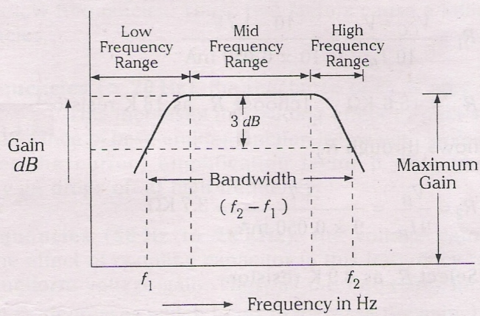 Low
Frequency
Range
Mid
Frequency
Range
High
Frequency
Range
3 dB
Gain
dB
Bandwidth
(f₂ – f₁)
Maximum
Gain
f₁
f₂
Frequency in Hz